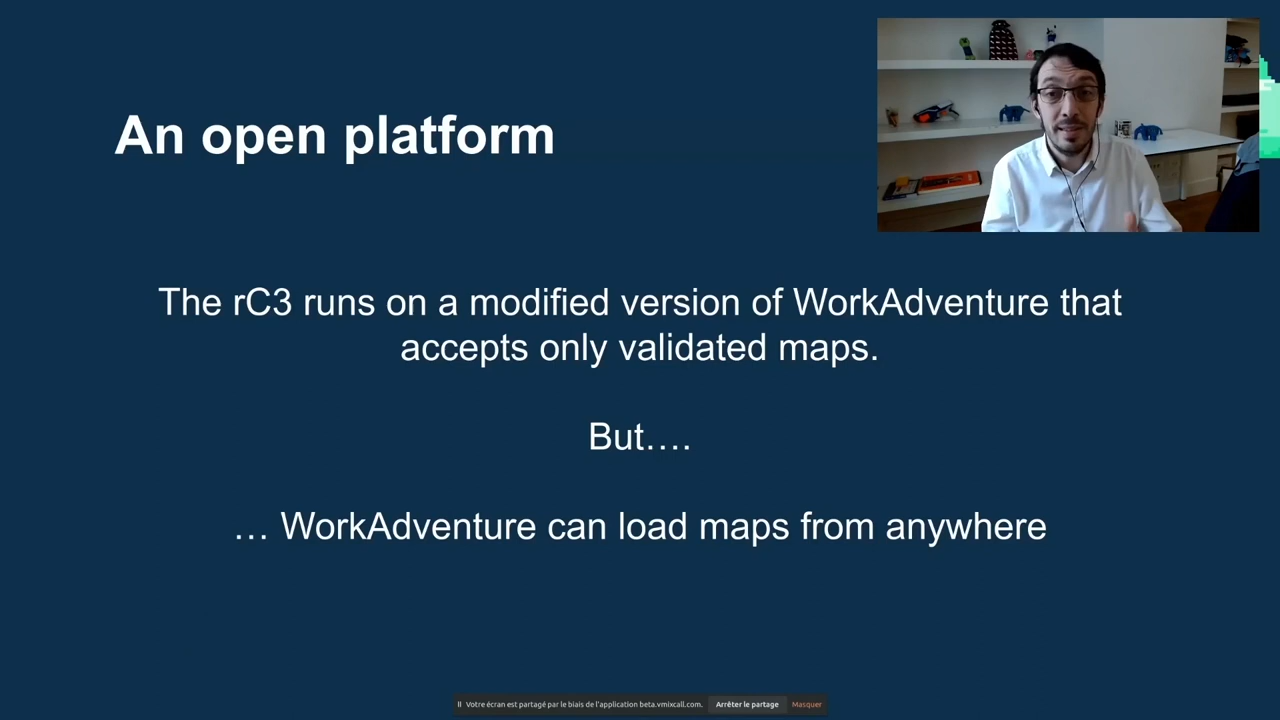 An open platform
The rC3 runs on a modified version of WorkAdventure that
accepts only validated maps.
But....
... WorkAdventure can load maps from anywhere
Votre écran est partagé par le biais de l'application beta.vmixcall.com. Arrêter le partage Masquer